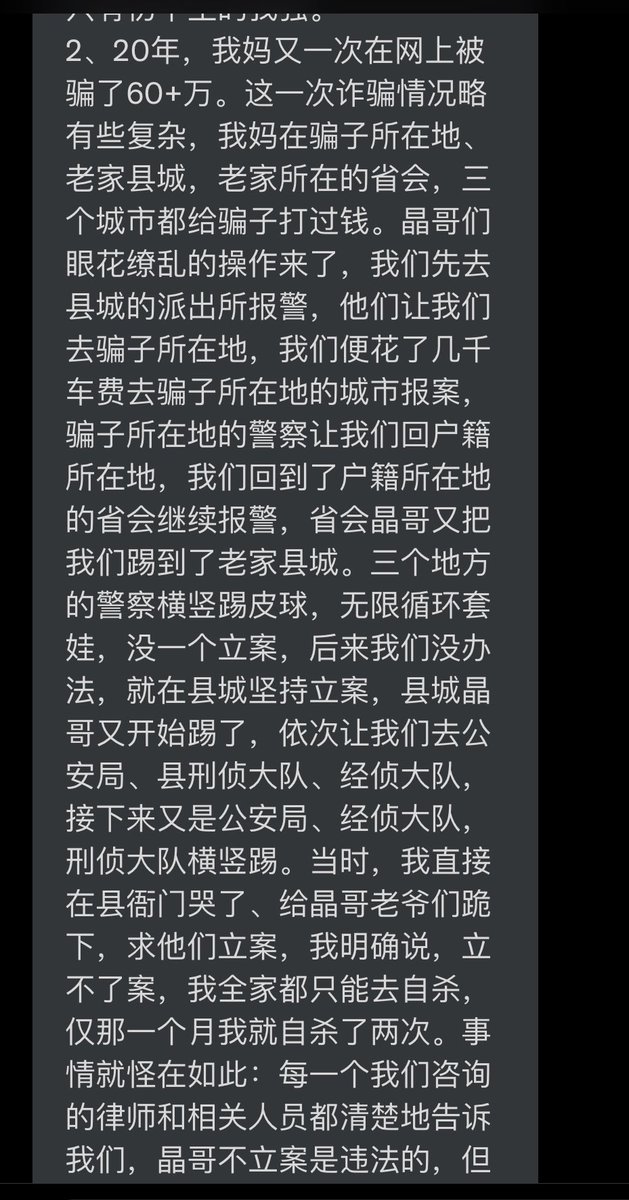 2、20年，我妈又一次在网上被
骗了60+万。这一次诈骗情况略
有些复杂，我妈在骗子所在地、
老家县城，老家所在的省会，三
个城市都给骗子打过钱。晶哥们
眼花缭乱的操作来了，我们先去
县城的派出所报警，他们让我们
去骗子所在地，我们便花了几千
车费去骗子所在地的城市报案，
骗子所在地的警察让我们回户籍
所在地，我们回到了户籍所在地
的省会继续报警，省会晶哥又把
我们踢到了老家县城。三个地方
的警察横竖踢皮球，无限循环套
娃，没一个立案，后来我们没办
法，就在县城坚持立案，县城晶
哥又开始踢了，依次让我们去公
安局、县刑侦大队、经侦大队，
接下来又是公安局、经侦大队，
刑侦大队横竖踢。当时，我直接
在县衙门哭了、给晶哥老爷们跪
下，求他们立案，我明确说，立
不了案，我全家都只能去自杀，
仅那一个月我就自杀了两次。事
情就怪在如此：每一个我们咨询
的律师和相关人员都清楚地告诉
我们，晶哥不立案是违法的，但